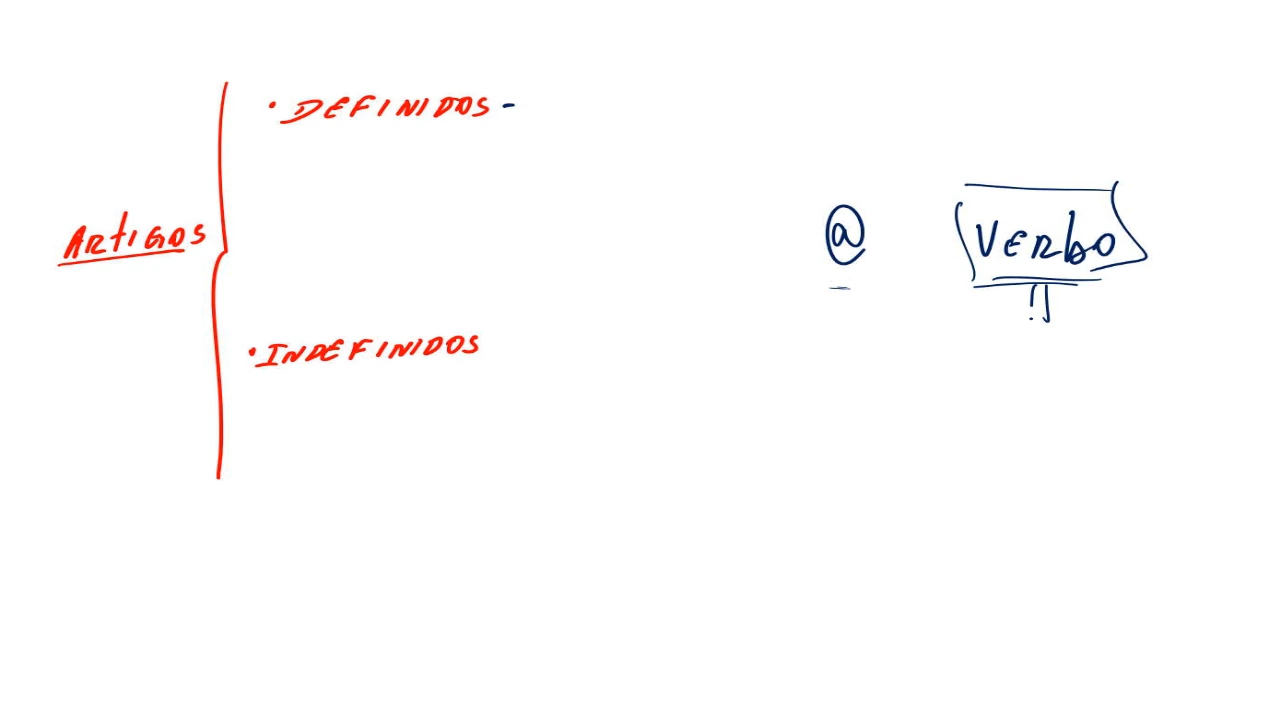 • DEFINIDOS -
ARTIGOS
@ VERBO
!!
• INDEFINIDOS